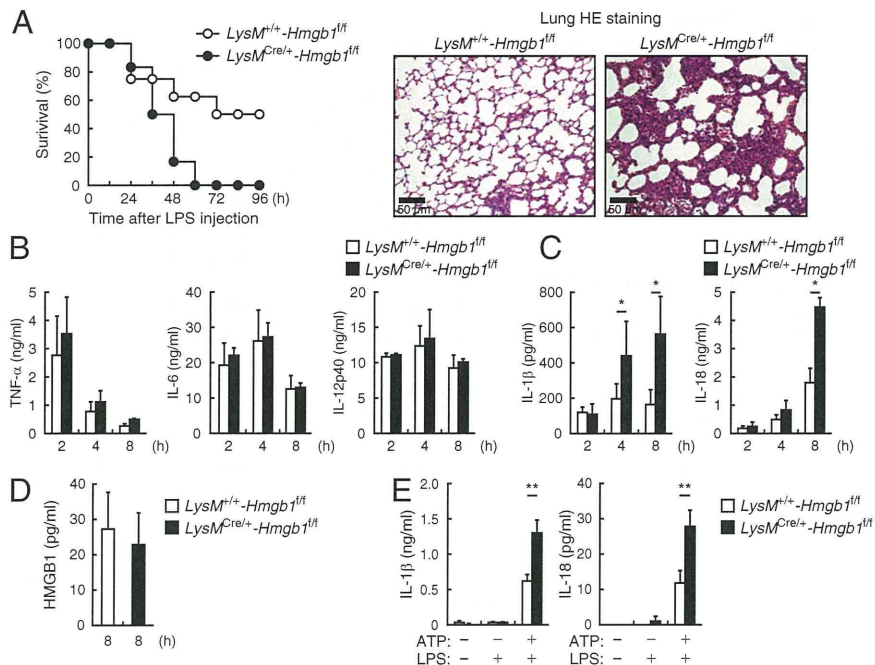 A
LysM+/+-Hmgb1f/f
LysMCre/+-Hmgb1f/f
Surivival (%)
100
80
60
40
20
0
0 24 48 72 96 (h)
Time after LPS injection
Lung HE staining
LysM+/+-Hmgb1f/f
LysMCre/+-Hmgb1f/f
50 μm
50 μm
B
LysM+/+-Hmgb1f/f
LysMCre/+-Hmgb1f/f
TNF-α (ng/ml)
5
4
3
2
1
0
2 4 8 (h)
IL-6 (ng/ml)
40
30
20
10
0
2 4 8 (h)
IL-12p40 (ng/ml)
20
15
10
5
0
2 4 8 (h)
C
LysM+/+-Hmgb1f/f
LysMCre/+-Hmgb1f/f
IL-1β (pg/ml)
800
600
400
200
0
* *
2 4 8 (h)
IL-18 (ng/ml)
5
4
3
2
1
0
*
2 4 8 (h)
D
LysM+/+-Hmgb1f/f
LysMCre/+-Hmgb1f/f
HMGB1 (pg/ml)
40
30
20
10
0
8 8 (h)
E
IL-1β (ng/ml)
2.0
1.5
1.0
0.5
0
**
ATP: – – +
LPS: – + +
IL-18 (pg/ml)
40
30
20
10
0
**
ATP: – – +
LPS: – + +
LysM+/+-Hmgb1f/f
LysMCre/+-Hmgb1f/f